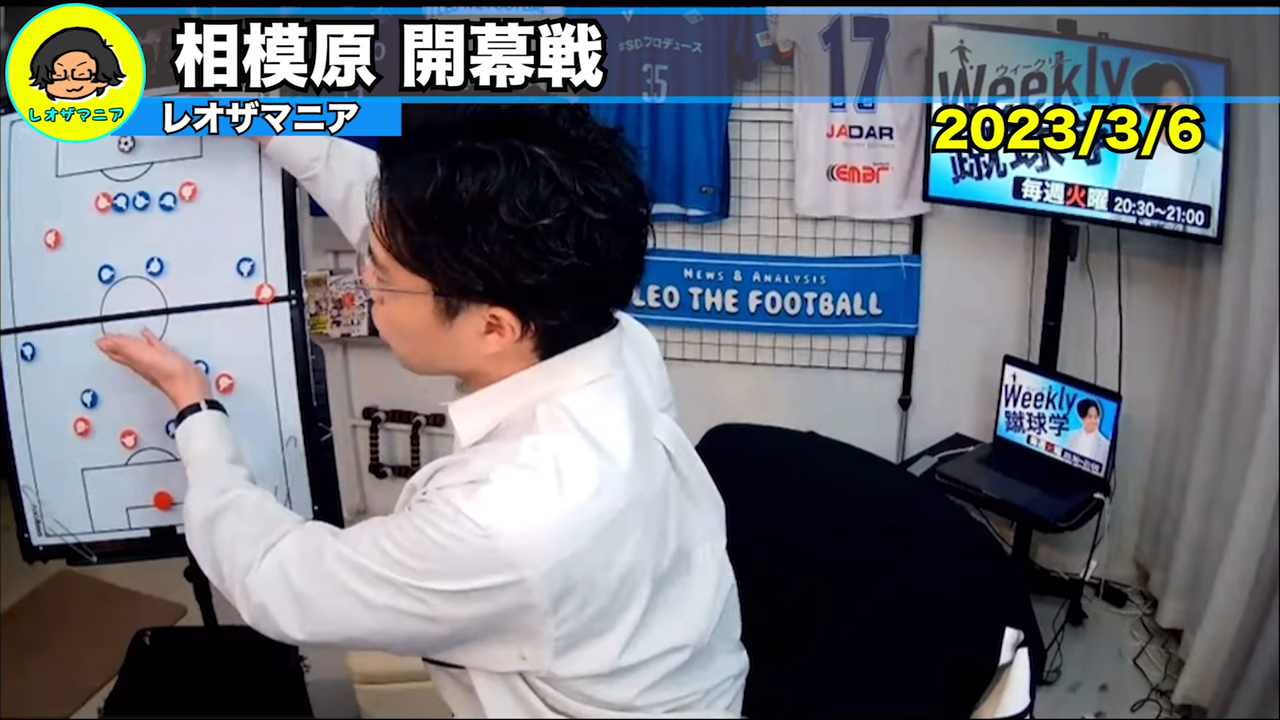 相模原 開幕戦
レオザマニア
レオザマニア
2023/3/6
#SDプロデュース
35
17
JADAR
EMBR
ウィークリー
Weekly
蹴球学
毎週火曜 20:30～21:00
NEWS & ANALYSIS
LEO THE FOOTBALL
Weekly
蹴球学